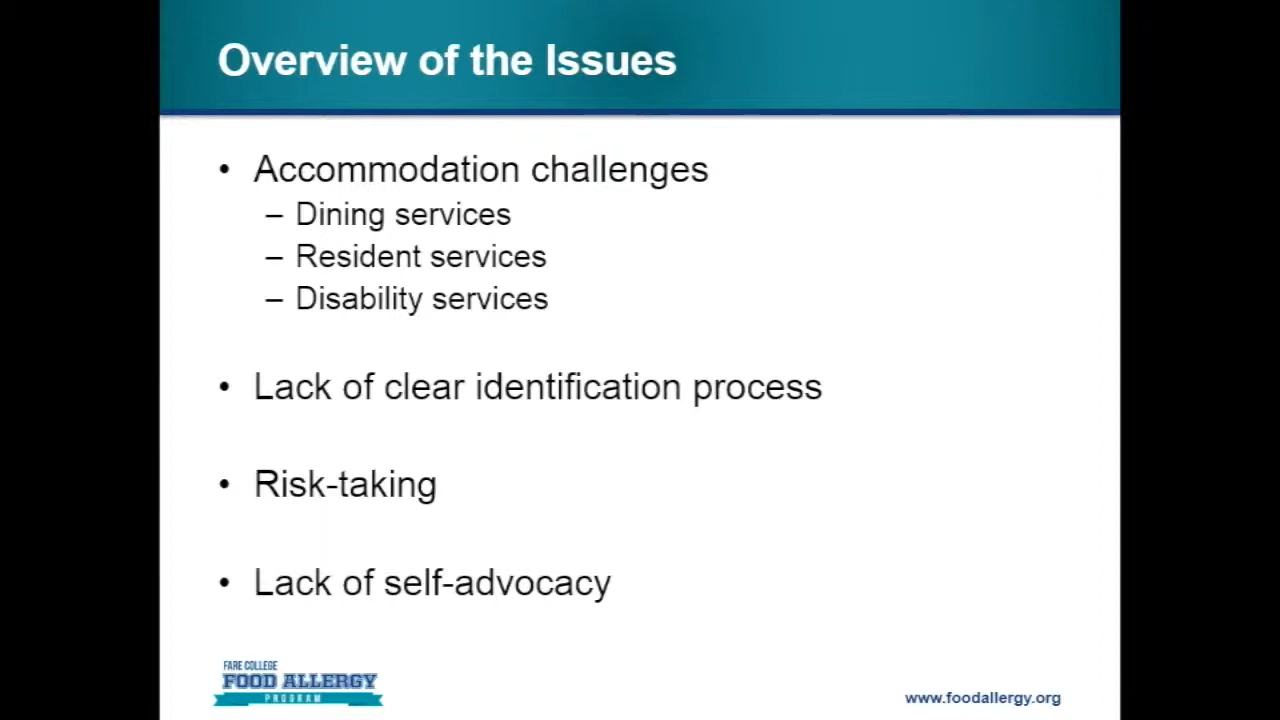 Overview of the Issues
• Accommodation challenges
– Dining services
– Resident services
– Disability services
• Lack of clear identification process
• Risk-taking
• Lack of self-advocacy
FARE COLLEGE
FOOD ALLERGY
PROGRAM
www.foodallergy.org